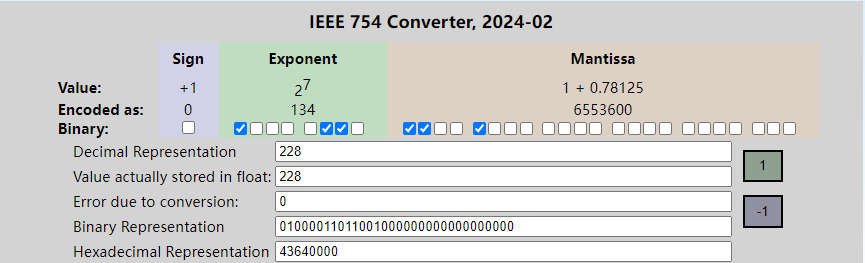 IEEE 754 Converter, 2024-02
Sign Exponent Mantissa
Value: +1 2^7 1 + 0.78125
Encoded as: 0 134 6553600
Binary:
Decimal Representation 228
1
Value actually stored in float: 228
Error due to conversion: 0
-1
Binary Representation 01000011011001000000000000000000
Hexadecimal Representation 43640000